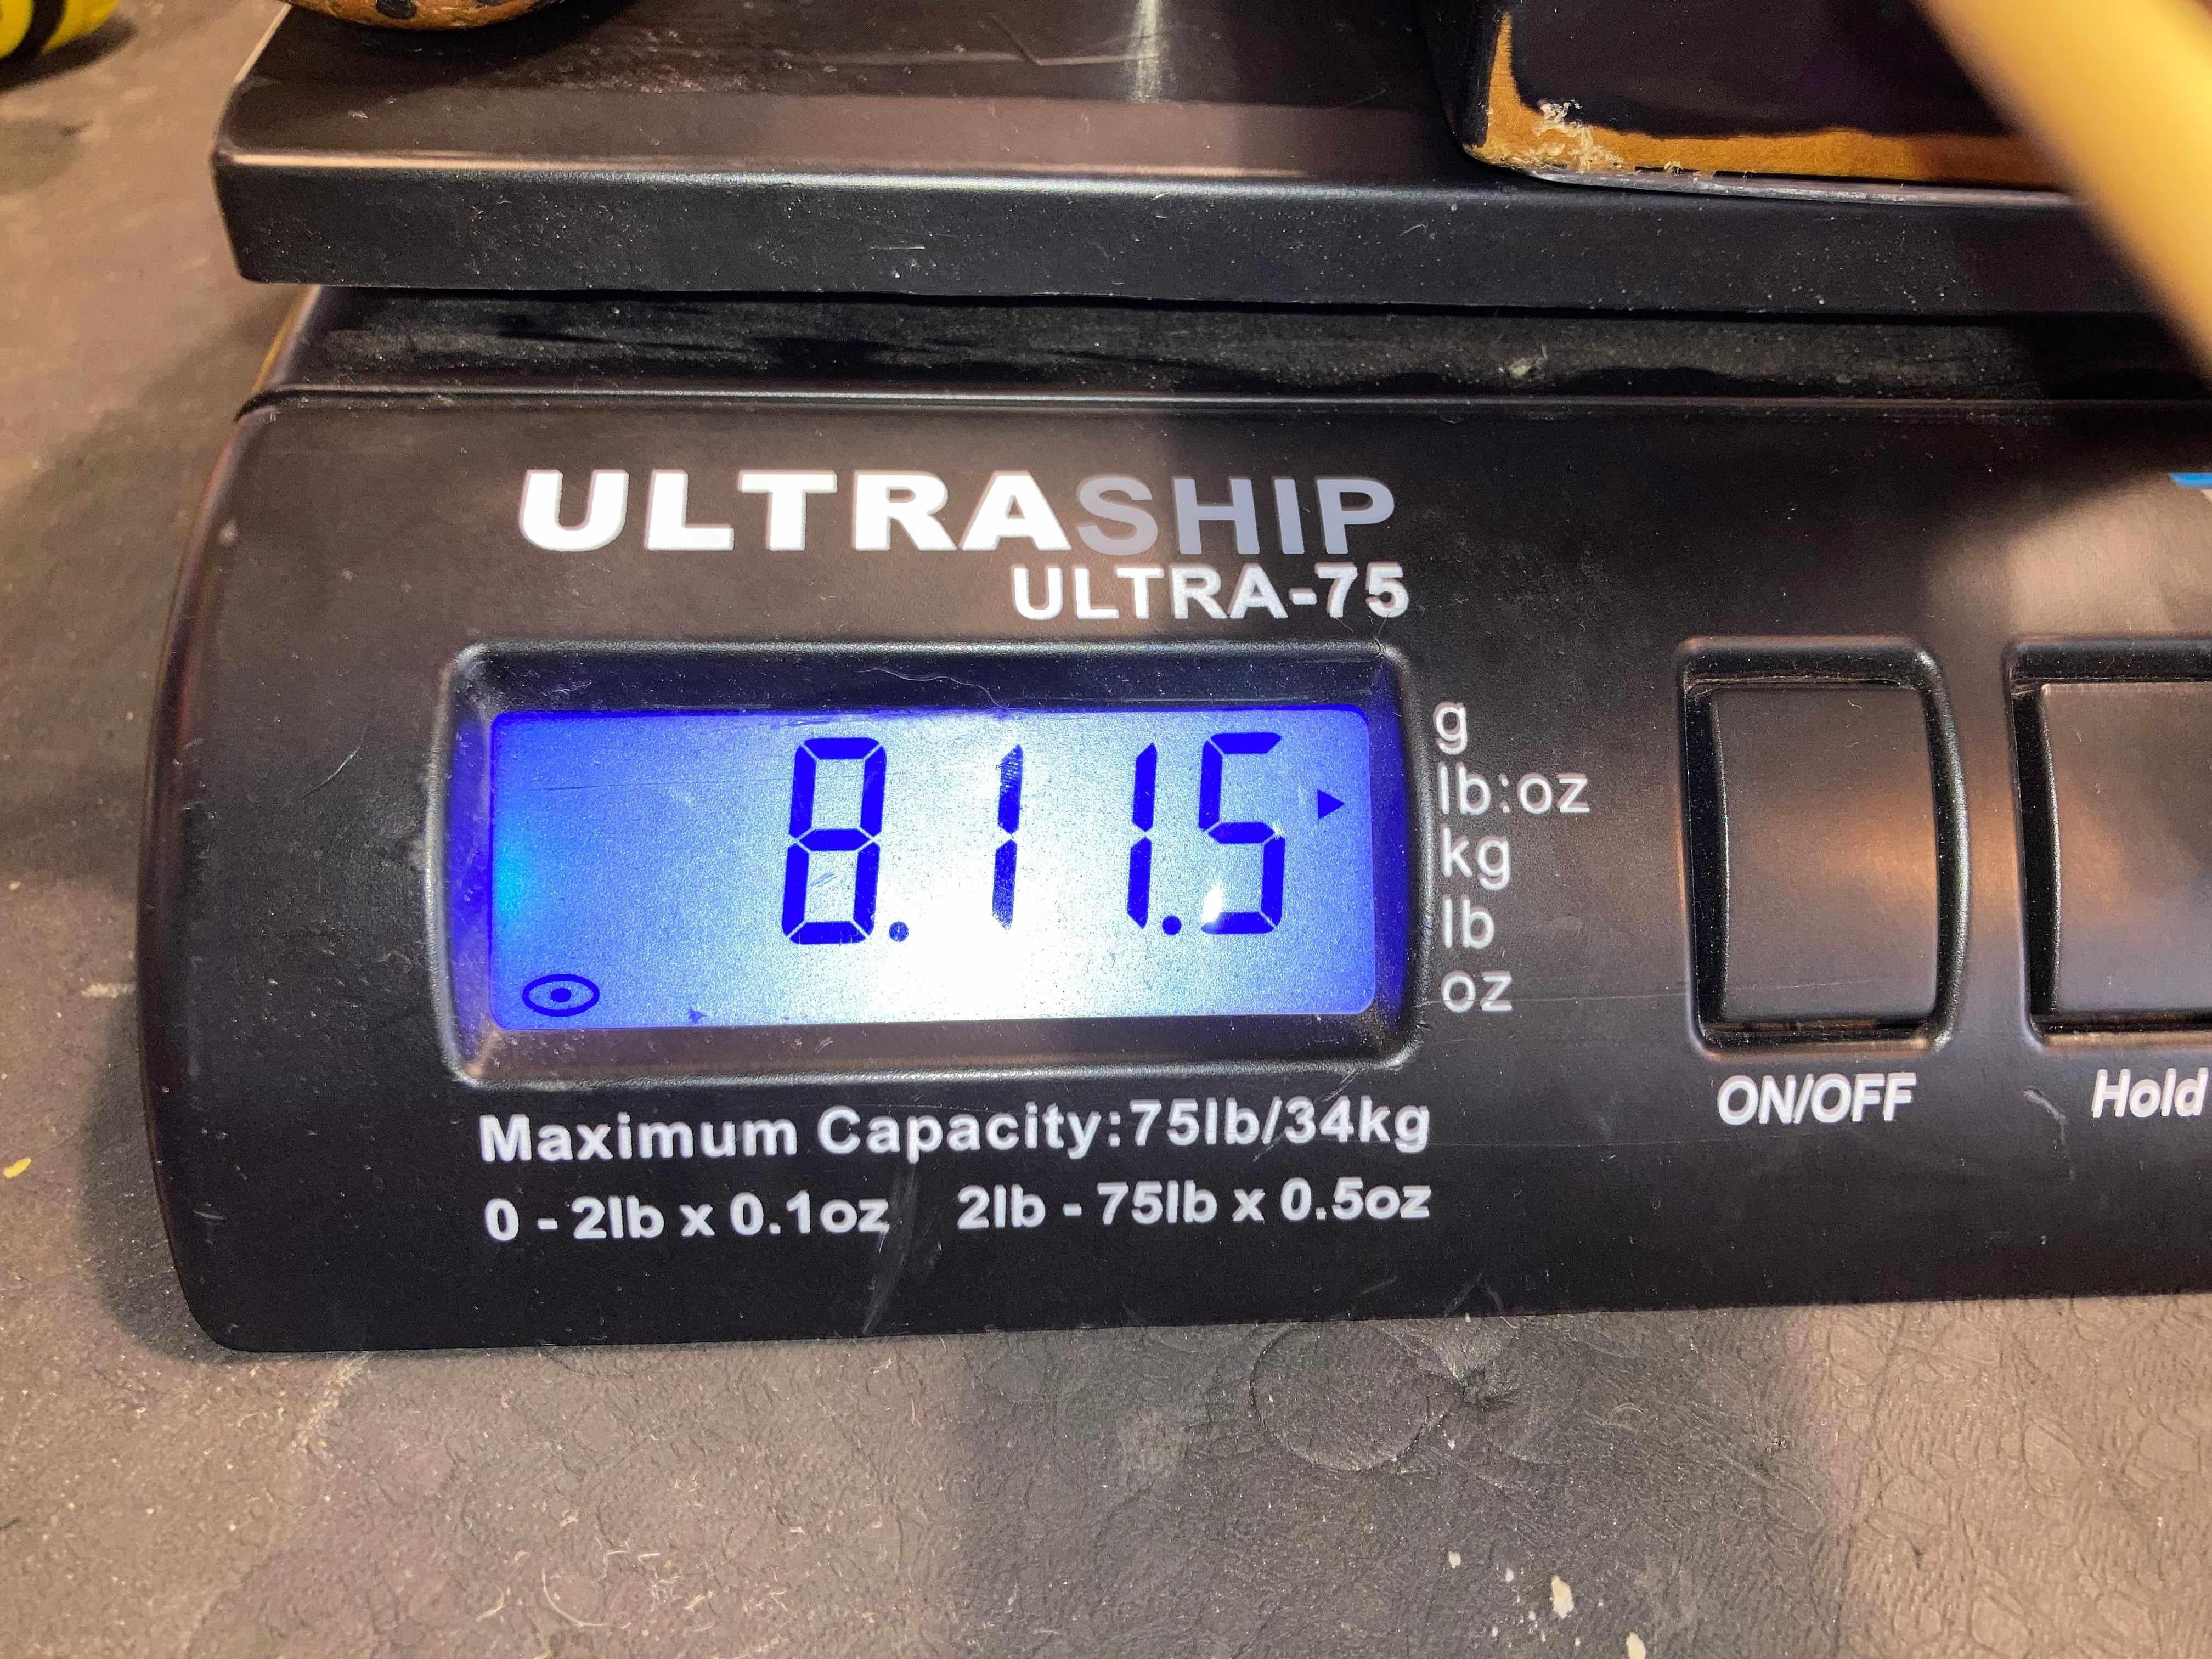 ULTRASHIP
ULTRA-75
8.11.5
g
lb:oz
kg
lb
oz
ON/OFF
Hold
Maximum Capacity:75lb/34kg
0 - 2lb x 0.1oz 2lb - 75lb x 0.5oz